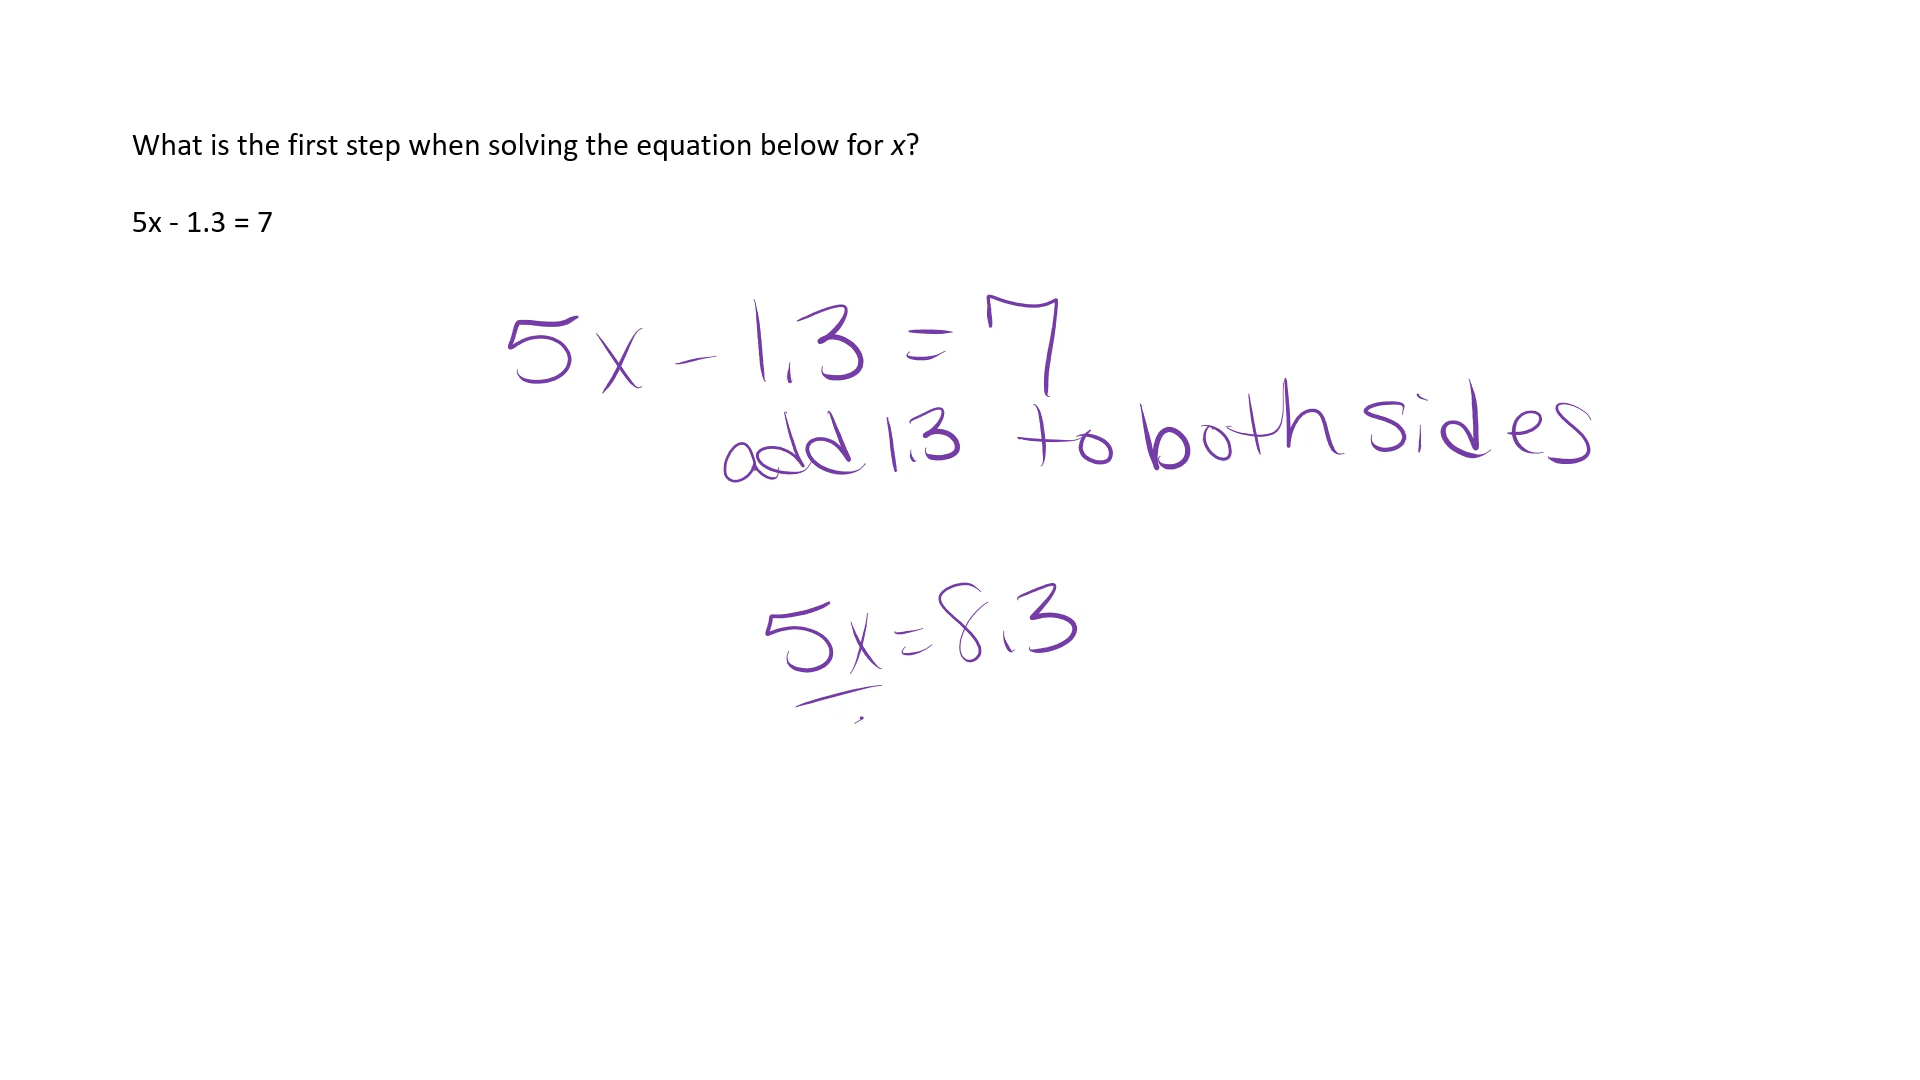 What is the first step when solving the equation below for x?
5x - 1.3 = 7
5x - 1.3 = 7
add 1.3 to both sides
5x = 8.3